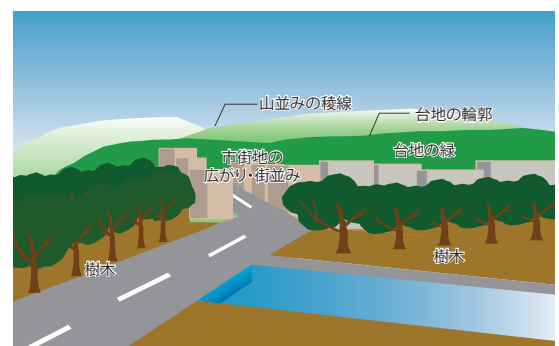 山並みの稜線
台地の輪郭
台地の緑
市街地の
広がり・街並み
樹木
樹木